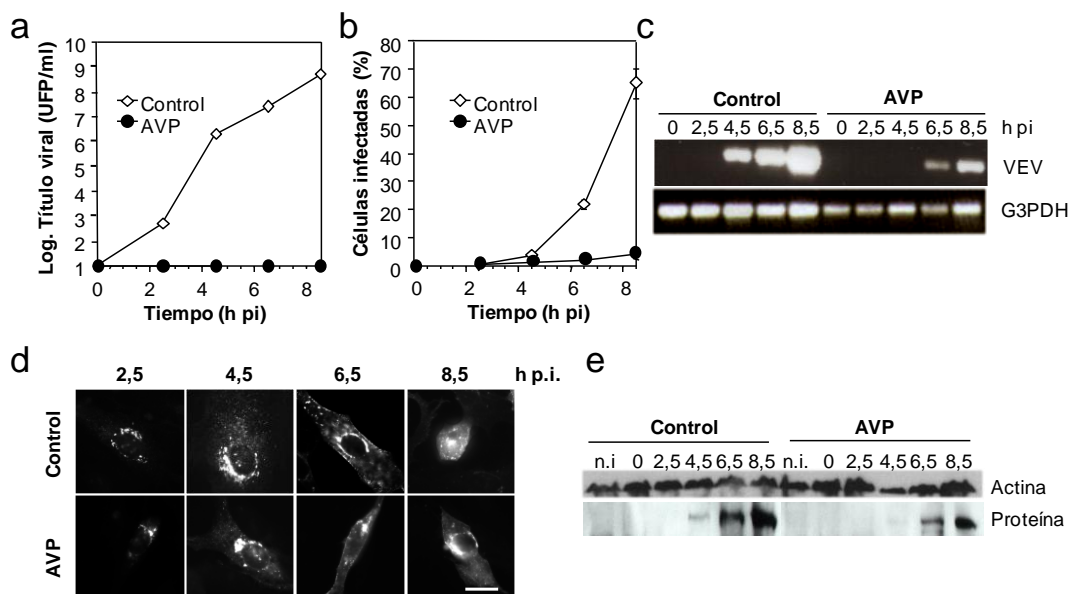 a
Log. Título viral (UFP/ml)
10
9
8
7
6
5
4
3
2
1
Control
AVP
0 2 4 6 8
Tiempo (h pi)
b
Células infectadas (%)
80
70
60
50
40
30
20
10
0
Control
AVP
0 2 4 6 8
Tiempo (h pi)
c
Control AVP
0 2,5 4,5 6,5 8,5 0 2,5 4,5 6,5 8,5 h pi
VEV
G3PDH
d
2,5 4,5 6,5 8,5 h p.i.
Control
AVP
e
Control AVP
n.i 0 2,5 4,5 6,5 8,5 n.i. 0 2,5 4,5 6,5 8,5
Actina
Proteína